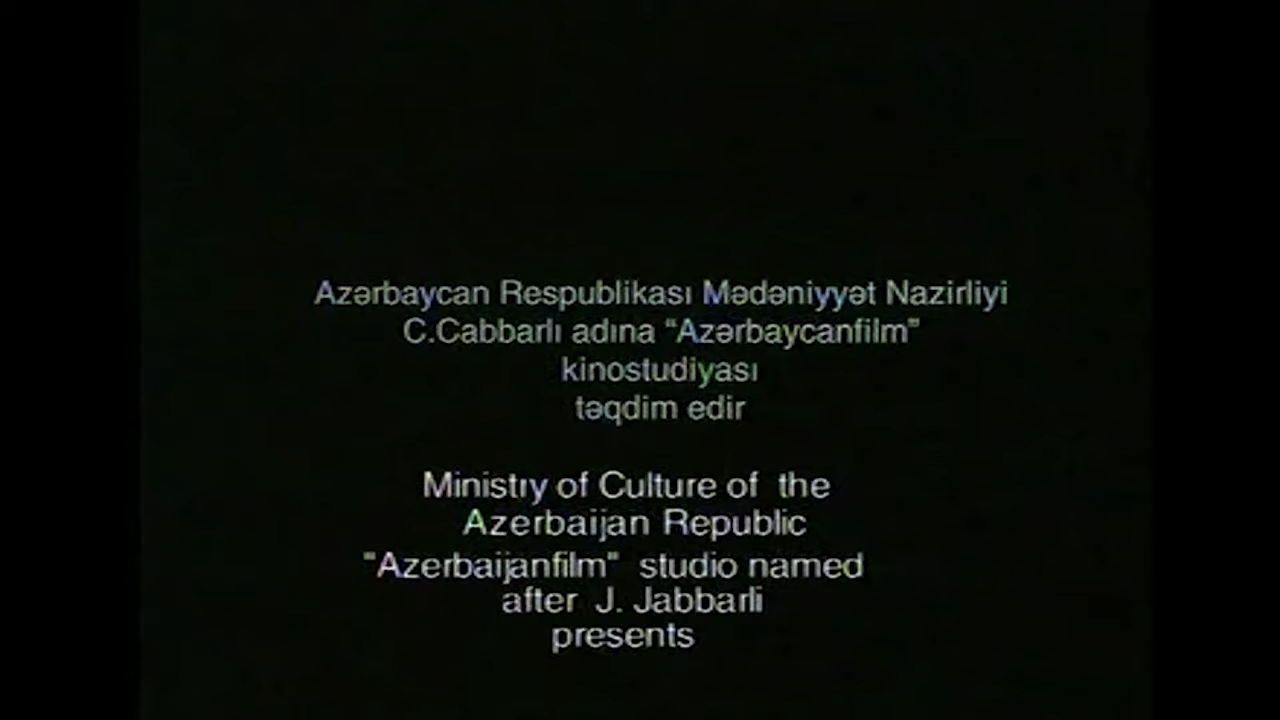 Azərbaycan Respublikası Mədəniyyət Nazirliyi
C.Cabbarlı adına “Azərbaycanfilm”
kinostudiyası
təqdim edir
Ministry of Culture of the
Azerbaijan Republic
"Azerbaijanfilm" studio named
after J. Jabbarli
presents